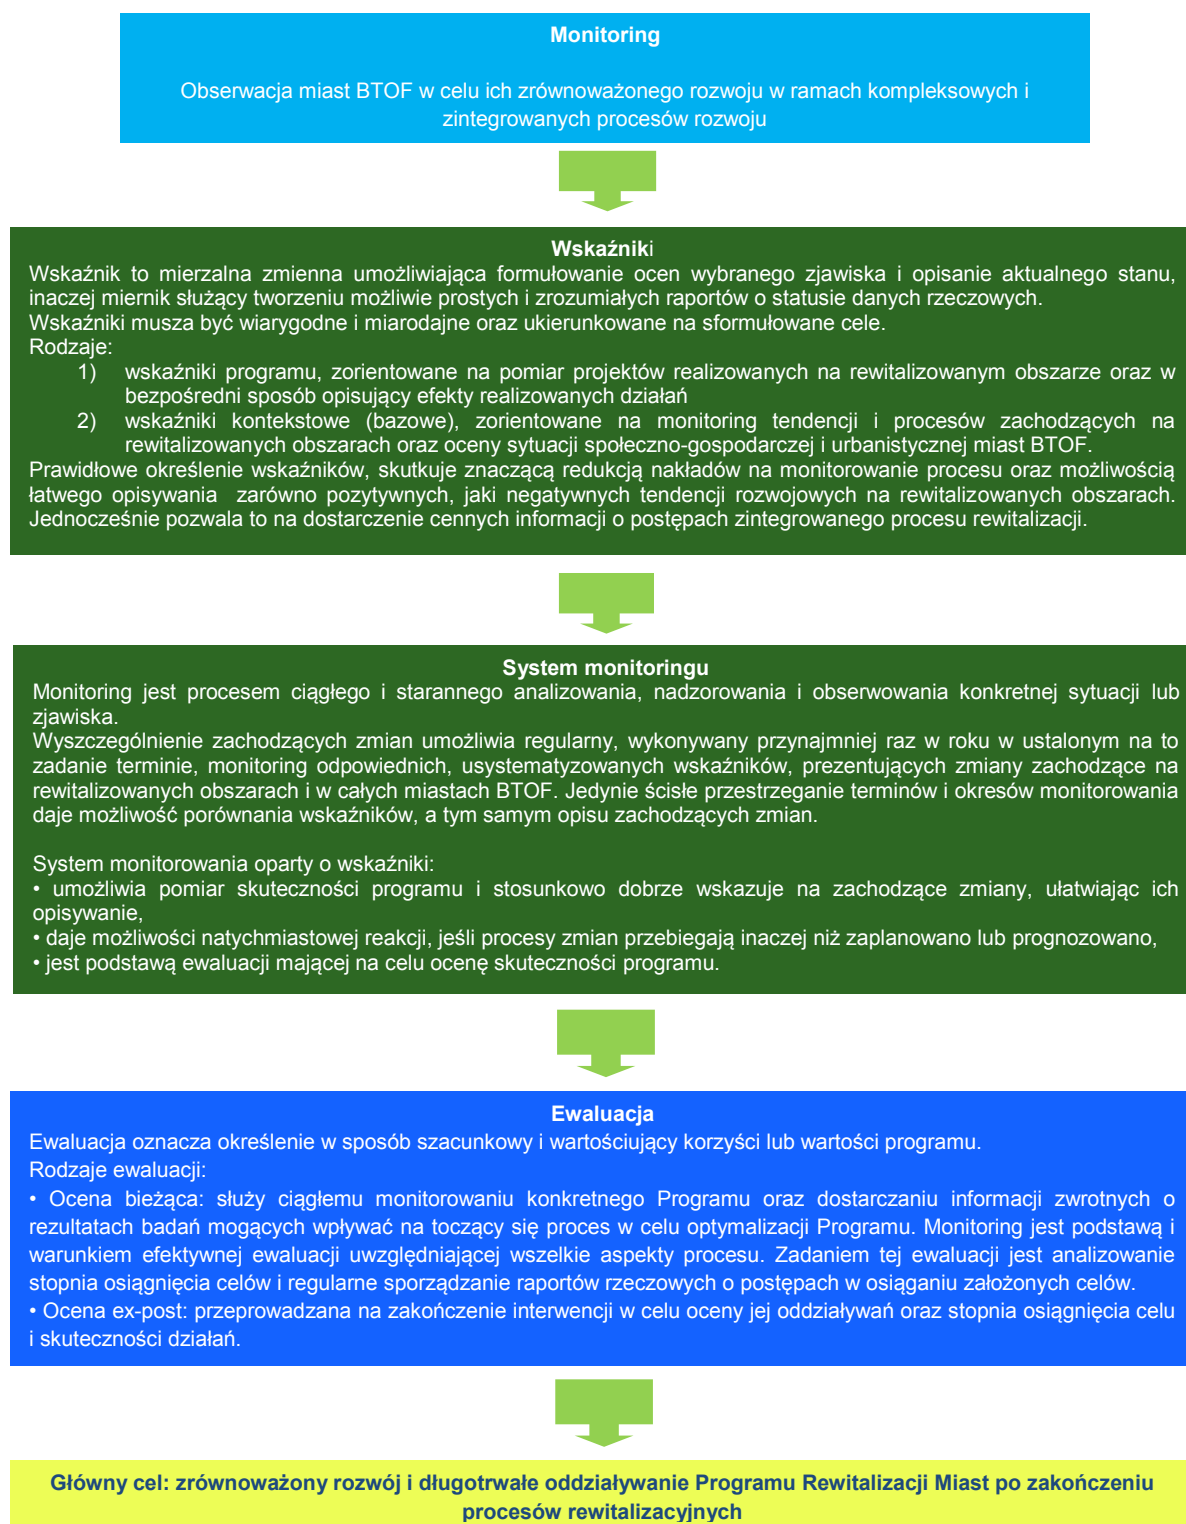 Monitoring
Obserwacja miast BTOF w celu ich zrównoważonego rozwoju w ramach kompleksowych i
zintegrowanych procesów rozwoju
Wskaźniki
Wskaźnik to mierzalna zmienna umożliwiająca formułowanie ocen wybranego zjawiska i opisanie aktualnego stanu,
inaczej miernik służący tworzeniu możliwie prostych i zrozumiałych raportów o statusie danych rzeczowych.
Wskaźniki musza być wiarygodne i miarodajne oraz ukierunkowane na sformułowane cele.
Rodzaje:
1) wskaźniki programu, zorientowane na pomiar projektów realizowanych na rewitalizowanym obszarze oraz w
bezpośredni sposób opisujący efekty realizowanych działań
2) wskaźniki kontekstowe (bazowe), zorientowane na monitoring tendencji i procesów zachodzących na
rewitalizowanych obszarach oraz oceny sytuacji społeczno-gospodarczej i urbanistycznej miast BTOF.
Prawidłowe określenie wskaźników, skutkuje znaczącą redukcją nakładów na monitorowanie procesu oraz możliwością
łatwego opisywania zarówno pozytywnych, jaki negatywnych tendencji rozwojowych na rewitalizowanych obszarach.
Jednocześnie pozwala to na dostarczenie cennych informacji o postępach zintegrowanego procesu rewitalizacji.
System monitoringu
Monitoring jest procesem ciągłego i starannego analizowania, nadzorowania i obserwowania konkretnej sytuacji lub
zjawiska.
Wyszczególnienie zachodzących zmian umożliwia regularny, wykonywany przynajmniej raz w roku w ustalonym na to
zadanie terminie, monitoring odpowiednich, usystematyzowanych wskaźników, prezentujących zmiany zachodzące na
rewitalizowanych obszarach i w całych miastach BTOF. Jedynie ścisłe przestrzeganie terminów i okresów monitorowania
daje możliwość porównania wskaźników, a tym samym opisu zachodzących zmian.
System monitorowania oparty o wskaźniki:
• umożliwia pomiar skuteczności programu i stosunkowo dobrze wskazuje na zachodzące zmiany, ułatwiając ich
opisywanie,
• daje możliwości natychmiastowej reakcji, jeśli procesy zmian przebiegają inaczej niż zaplanowano lub prognozowano,
• jest podstawą ewaluacji mającej na celu ocenę skuteczności programu.
Ewaluacja
Ewaluacja oznacza określenie w sposób szacunkowy i wartościujący korzyści lub wartości programu.
Rodzaje ewaluacji:
• Ocena bieżąca: służy ciągłemu monitorowaniu konkretnego Programu oraz dostarczaniu informacji zwrotnych o
rezultatach badań mogących wpływać na toczący się proces w celu optymalizacji Programu. Monitoring jest podstawą i
warunkiem efektywnej ewaluacji uwzględniającej wszelkie aspekty procesu. Zadaniem tej ewaluacji jest analizowanie
stopnia osiągnięcia celów i regularne sporządzanie raportów rzeczowych o postępach w osiąganiu założonych celów.
• Ocena ex-post: przeprowadzana na zakończenie interwencji w celu oceny jej oddziaływań oraz stopnia osiągnięcia celu
i skuteczności działań.
Główny cel: zrównoważony rozwój i długotrwałe oddziaływanie Programu Rewitalizacji Miast po zakończeniu
procesów rewitalizacyjnych